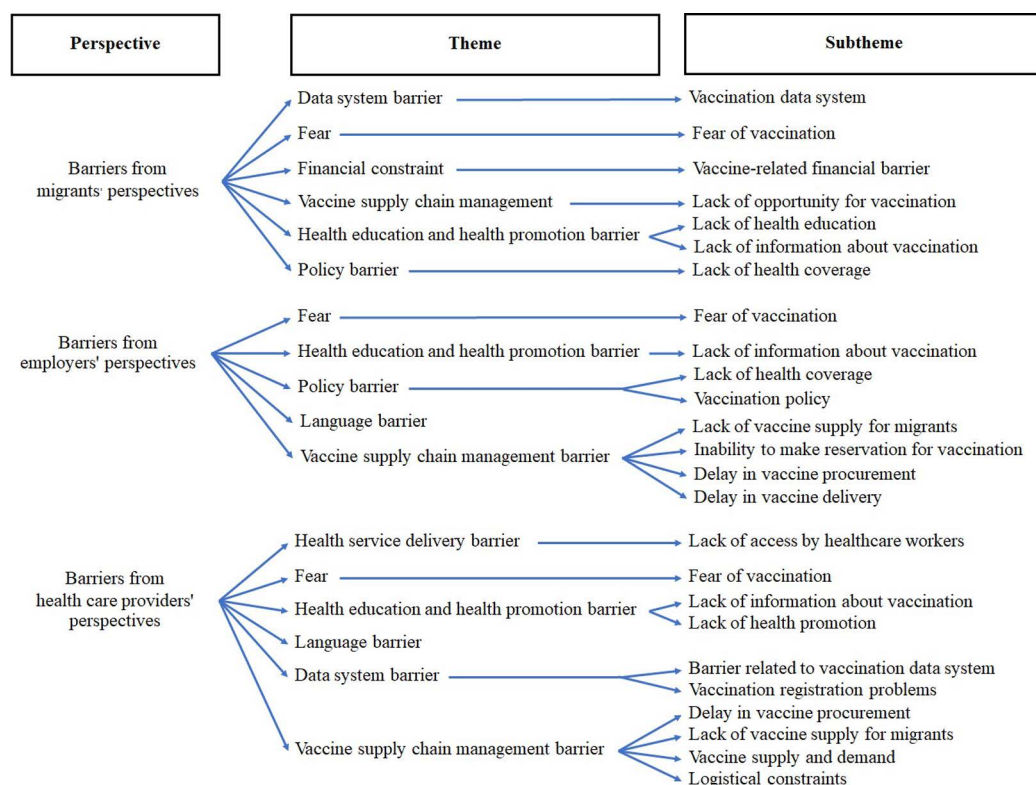 Perspective Theme Subtheme
Data system barrier Vaccination data system
Fear Fear of vaccination
Barriers from
migrants' perspectives
Financial constraint Vaccine-related financial barrier
Vaccine supply chain management Lack of opportunity for vaccination
Health education and health promotion barrier Lack of health education
Lack of information about vaccination
Policy barrier Lack of health coverage
Barriers from
employers' perspectives
Fear Fear of vaccination
Health education and health promotion barrier Lack of information about vaccination
Policy barrier Lack of health coverage
Vaccination policy
Language barrier
Vaccine supply chain management barrier Lack of vaccine supply for migrants
Inability to make reservation for vaccination
Delay in vaccine procurement
Delay in vaccine delivery
Barriers from
health care providers'
perspectives
Health service delivery barrier Lack of access by healthcare workers
Fear Fear of vaccination
Health education and health promotion barrier Lack of information about vaccination
Lack of health promotion
Language barrier
Data system barrier Barrier related to vaccination data system
Vaccination registration problems
Vaccine supply chain management barrier Delay in vaccine procurement
Lack of vaccine supply for migrants
Vaccine supply and demand
Logistical constraints